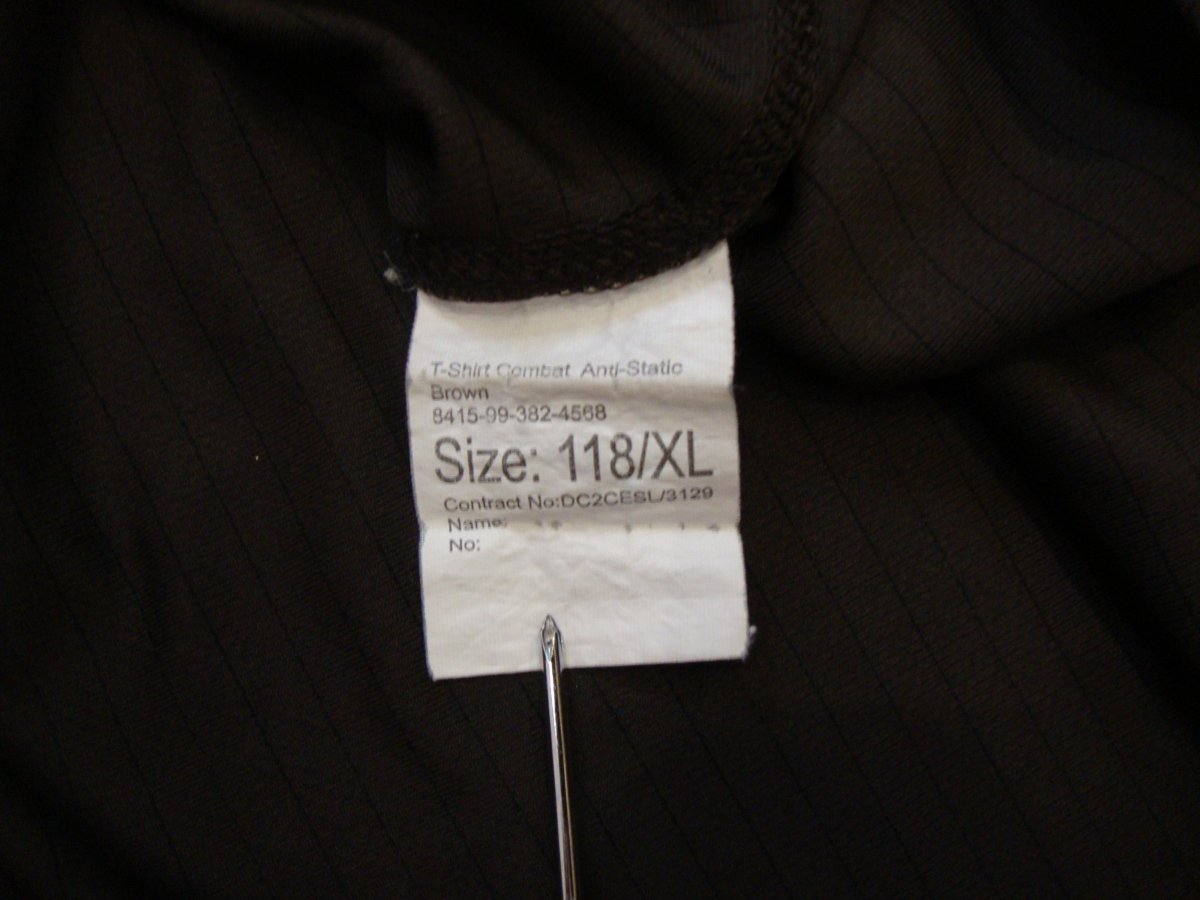 T-Shirt Combat Anti-Static
Brown
8415-99-382-4568
Size: 118/XL
Contract No:DC2CESL/3129
Name:
No: